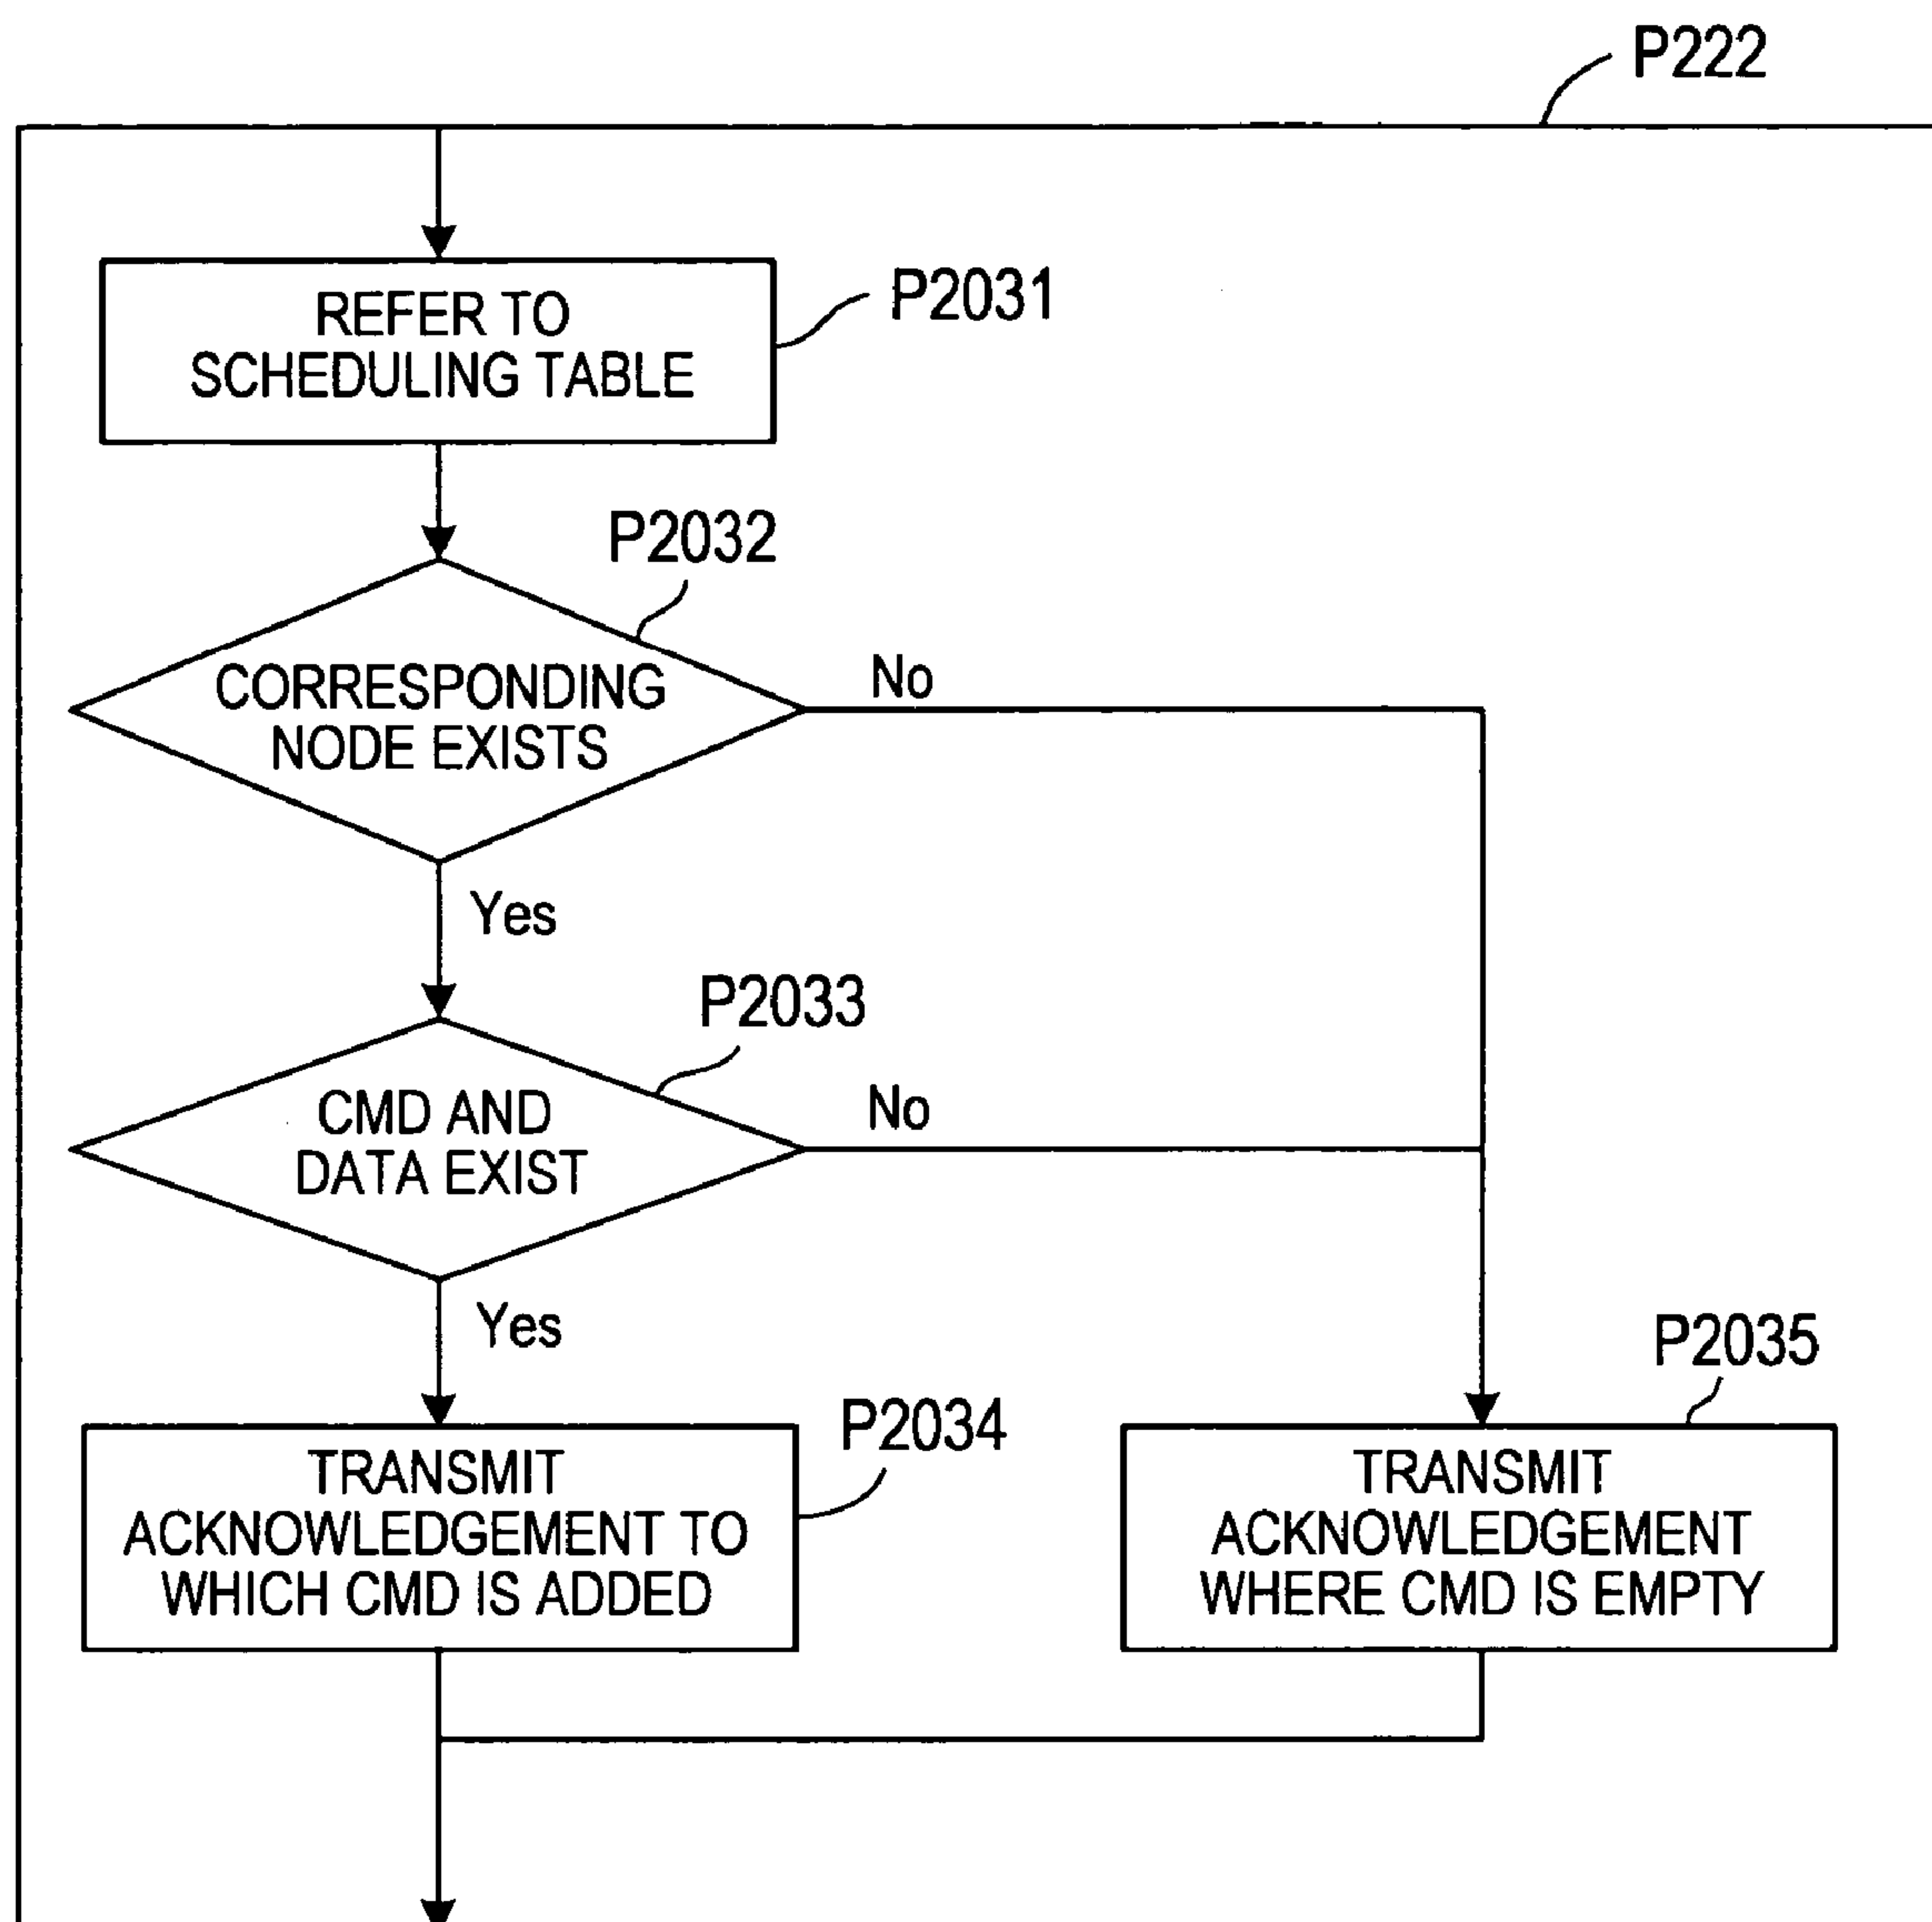 P222
REFER TO
SCHEDULING TABLE
P2031
P2032
CORRESPONDING
NODE EXISTS
No
Yes
P2033
CMD AND
DATA EXIST
No
Yes
P2034
TRANSMIT
ACKNOWLEDGEMENT TO
WHICH CMD IS ADDED
P2035
TRANSMIT
ACKNOWLEDGEMENT
WHERE CMD IS EMPTY